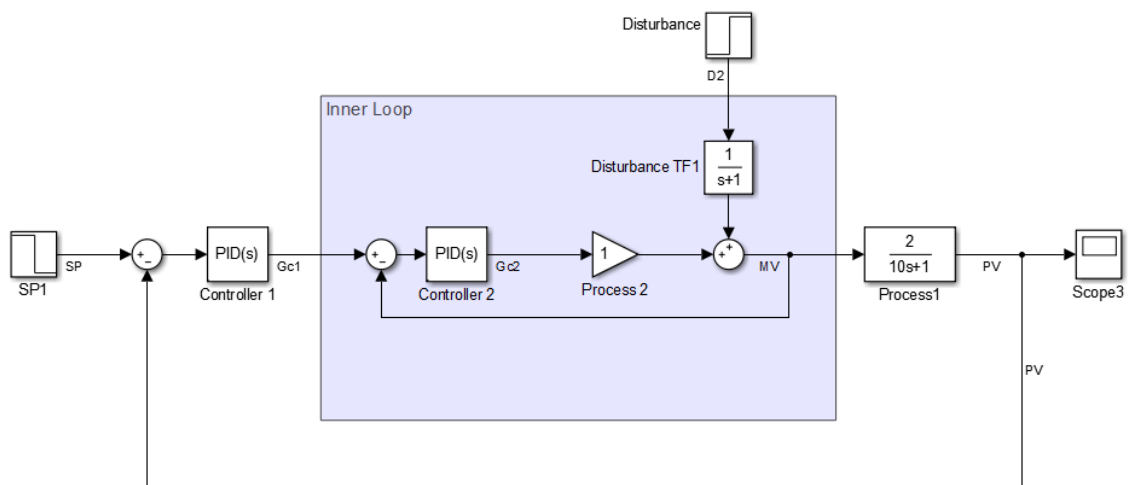 Disturbance
D2
Inner Loop
Disturbance TF1
1
s+1
+
+
SP1
SP
+
−
PID(s)
Controller 1
Gc1
+
−
PID(s)
Controller 2
Gc2
1
Process 2
MV
2
10s+1
Process1
PV
Scope3
PV